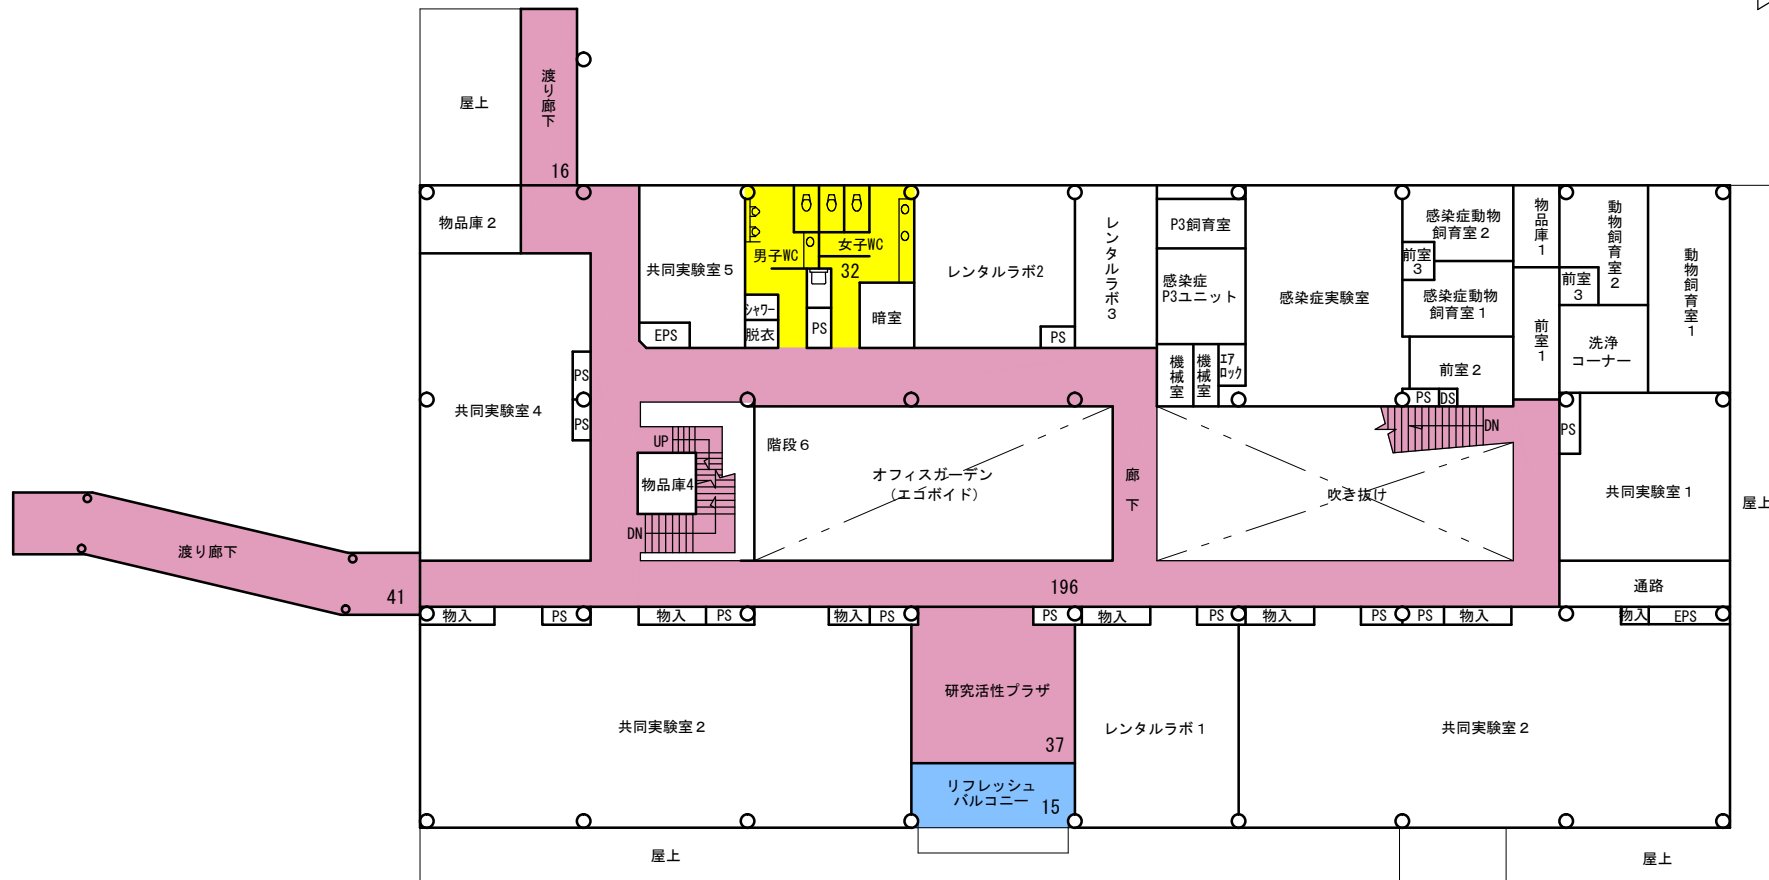 屋上
渡り廊下
16
物品庫２
共同実験室５
EPS
男子WC
女子WC
32
シャワー
脱衣
PS
暗室
レンタルラボ2
PS
レンタルラボ３
P3飼育室
感染症
P3ユニット
機械室
機械室
エア
ロック
感染症実験室
感染症動物
飼育室２
前室
３
感染症動物
飼育室１
前室２
PS
DS
物品庫１
前室１
動物飼育室２
前室
３
洗浄
コーナー
動物飼育室１
共同実験室４
PS
PS
UP
物品庫4
DN
階段６
オフィスガーデン
（エコボイド）
廊下
吹き抜け
DN
PS
共同実験室１
屋上
渡り廊下
41
196
通路
物入
PS
物入
PS
物入
PS
PS
物入
PS
物入
PS
PS
物入
物入
EPS
共同実験室２
研究活性プラザ
37
レンタルラボ１
共同実験室２
リフレッシュ
バルコニー
15
屋上
屋上